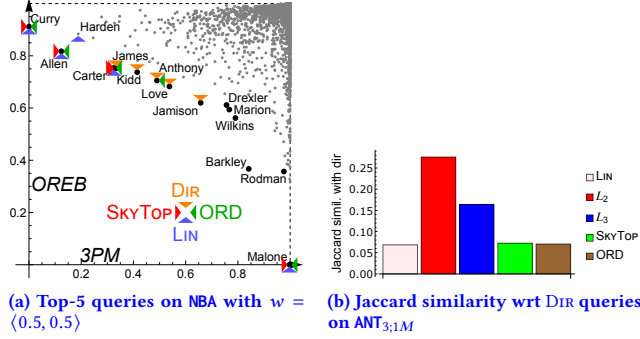 Curry
Harden
Allen
James
Carter
Kidd
Anthony
Love
Jamison
Drexler
Marion
Wilkins
Barkley
Rodman
Malone
OREB
3PM
DIR
SKYTOP
ORD
LIN
0.8
0.6
0.4
0.2
0.2 0.4 0.6 0.8
(a) Top-5 queries on NBA with w =
⟨0.5, 0.5⟩
Jaccard simil. with dir
0.25
0.20
0.15
0.10
0.05
0.00
LIN
L2
L3
SKYTOP
ORD
(b) Jaccard similarity wrt DIR queries
on ANT3;1M